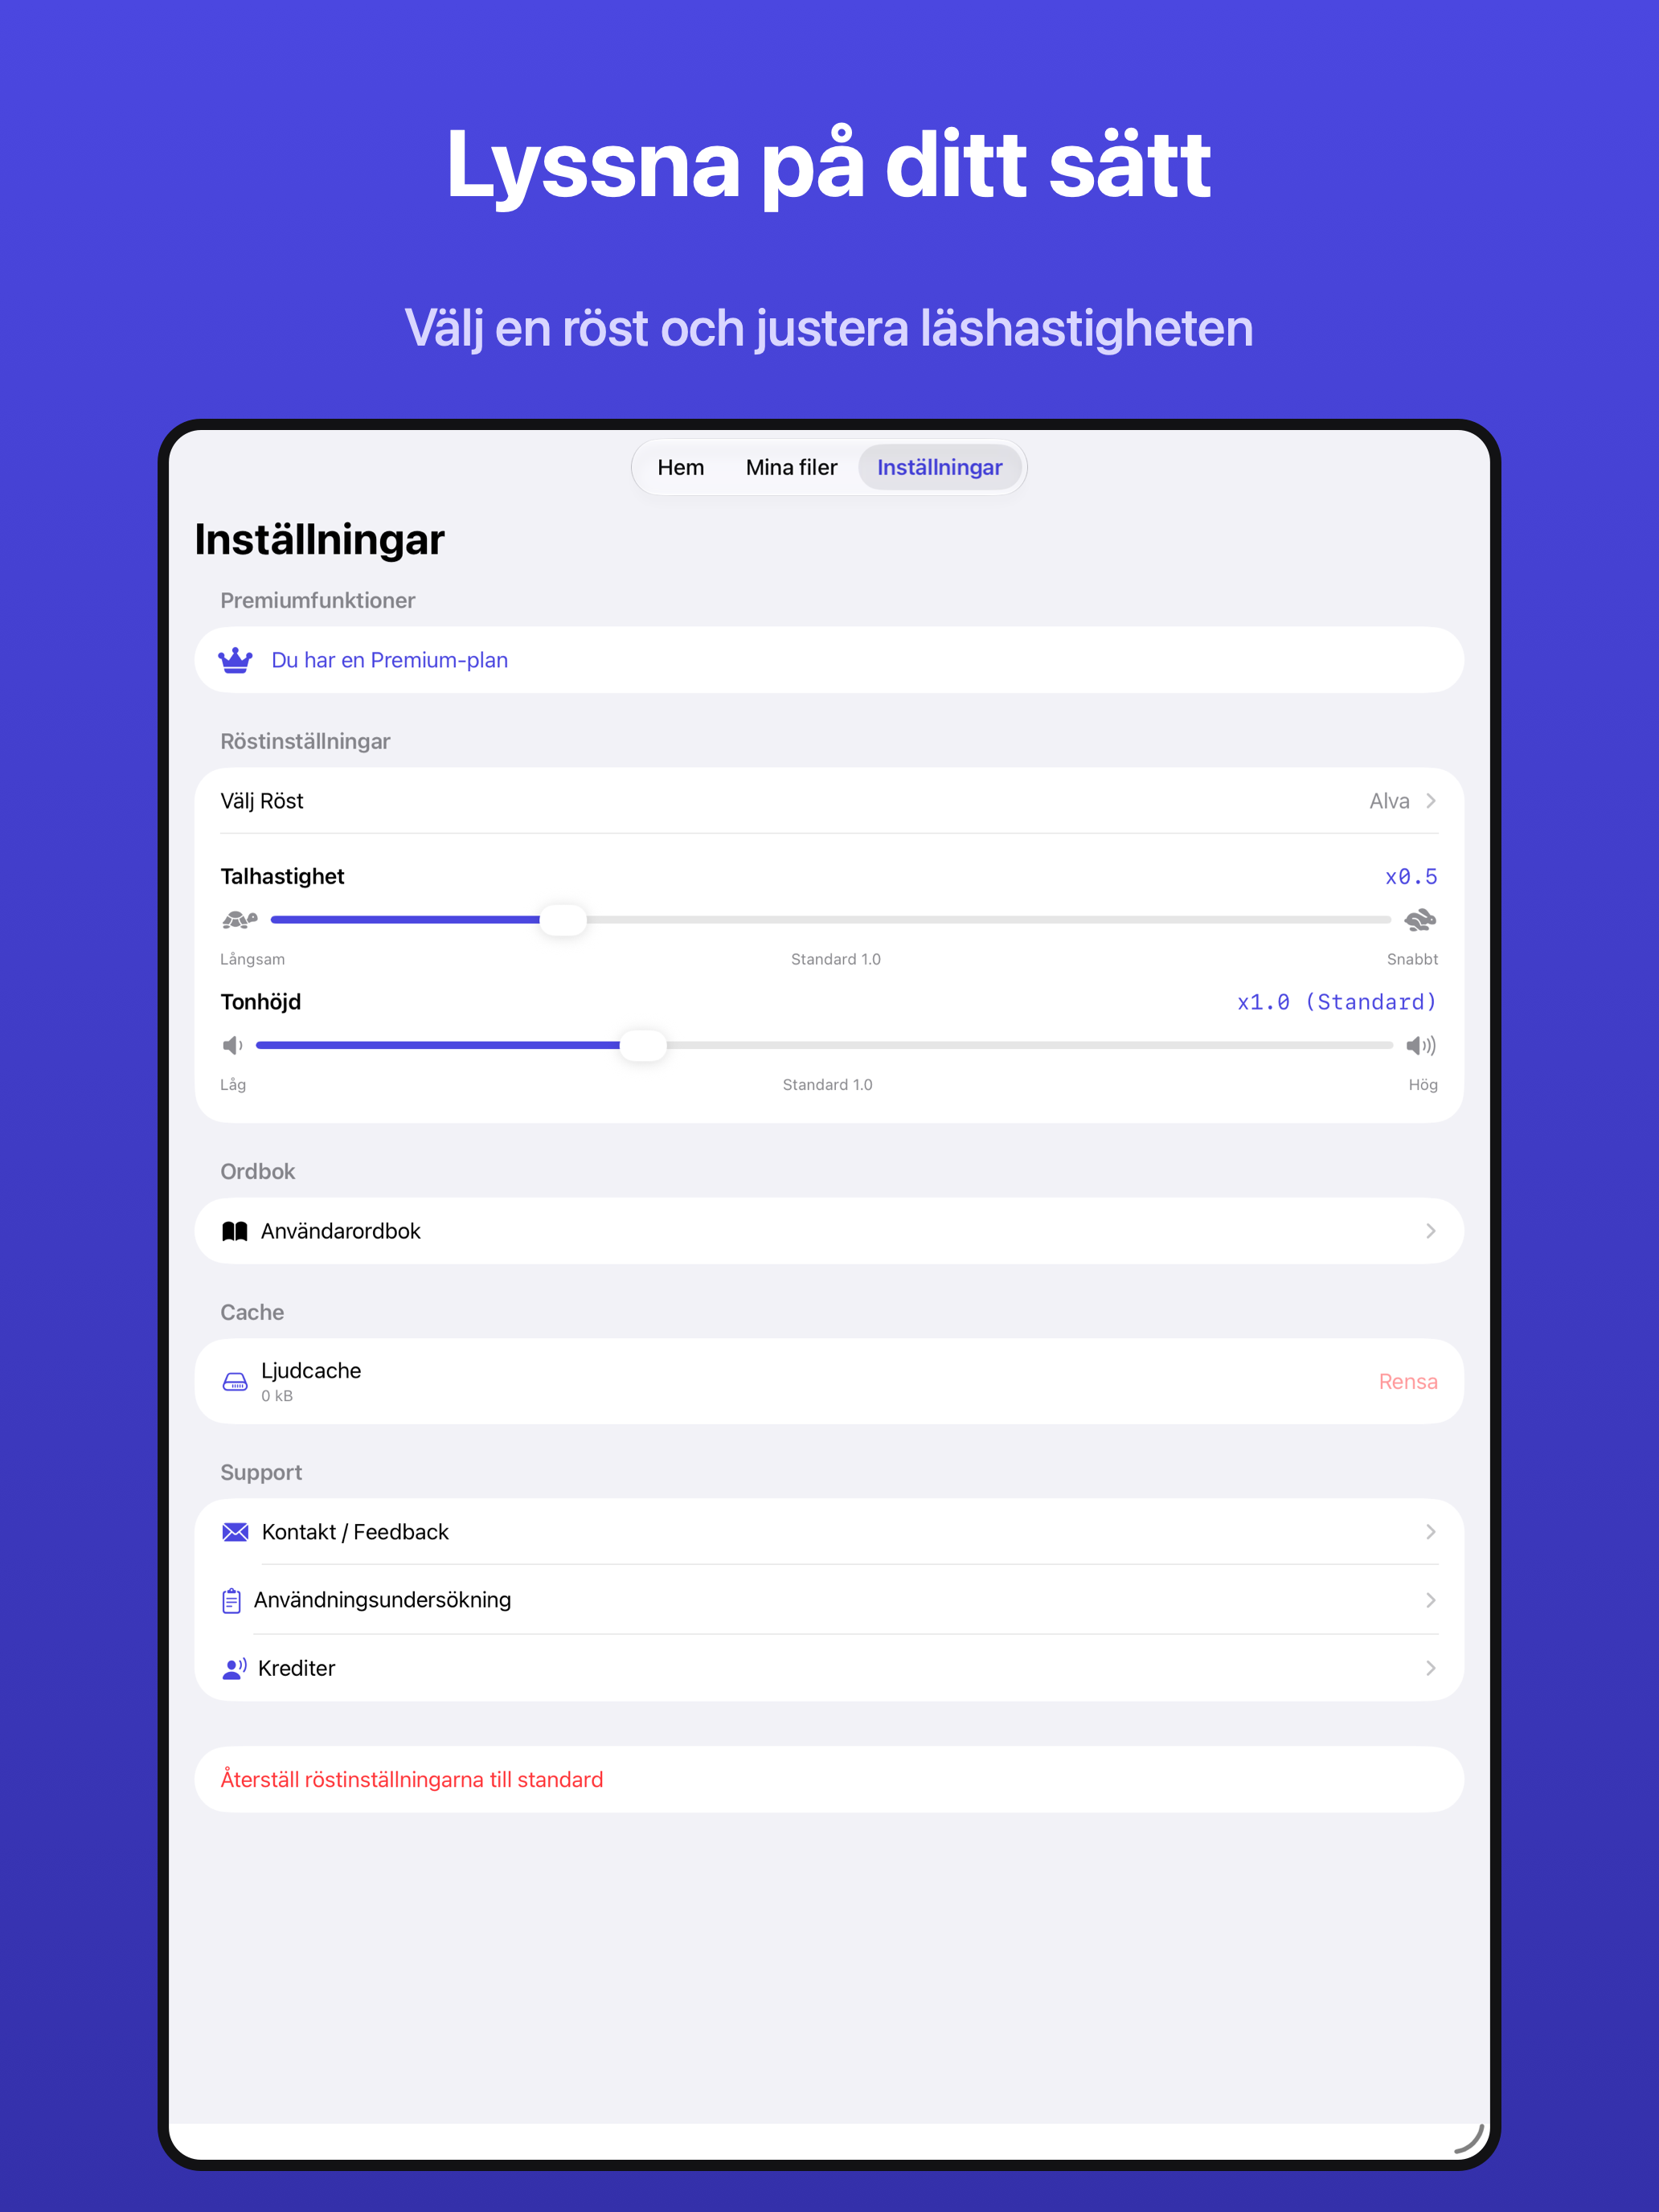 Lyssna på ditt sätt
Välj en röst och justera läshastigheten
Hem Mina filer Inställningar
Inställningar
Premiumfunktioner
Du har en Premium-plan
Röstinställningar
Välj Röst Alva
Talhastighet x0.5
Långsam Standard 1.0 Snabbt
Tonhöjd x1.0 (Standard)
Låg Standard 1.0 Hög
Ordbok
Användarordbok
Cache
Ljudcache
0 kB
Rensa
Support
Kontakt / Feedback
Användningsundersökning
Krediter
Återställ röstinställningarna till standard